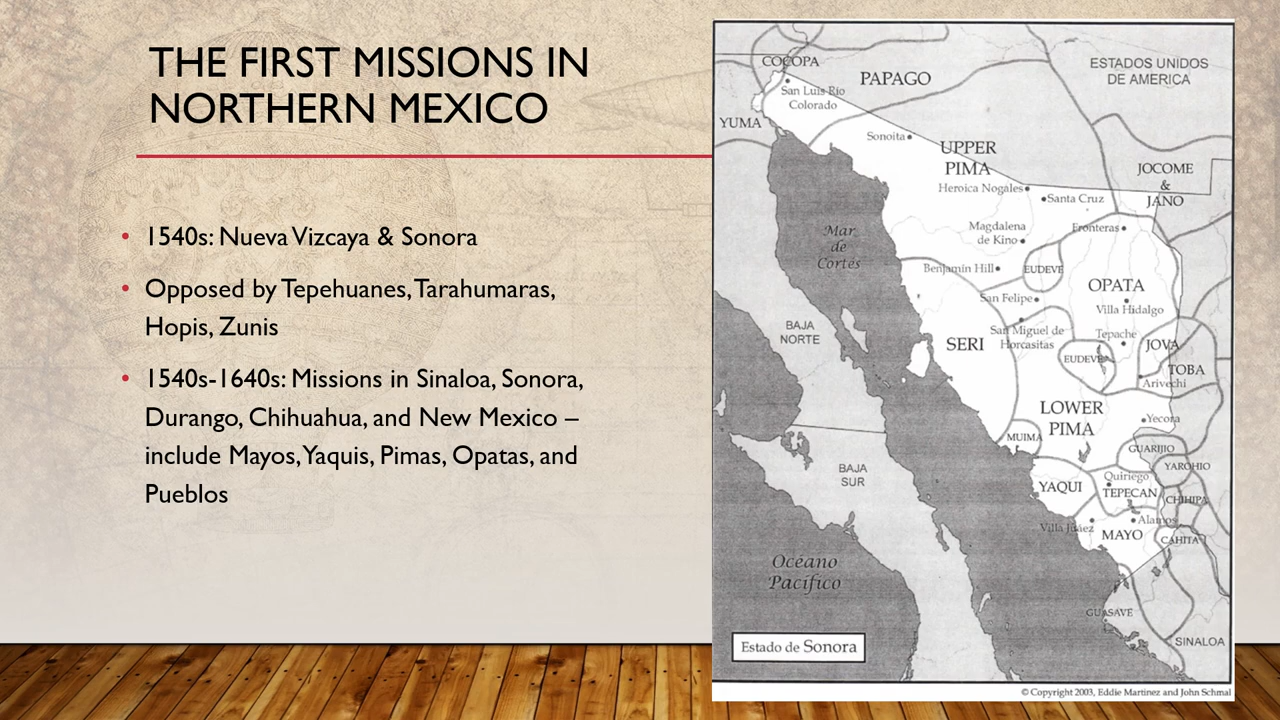 THE FIRST MISSIONS IN
NORTHERN MEXICO
• 1540s: Nueva Vizcaya & Sonora
• Opposed by Tepehuanes, Tarahumaras,
Hopis, Zunis
• 1540s-1640s: Missions in Sinaloa, Sonora,
Durango, Chihuahua, and New Mexico –
include Mayos, Yaquis, Pimas, Opatas, and
Pueblos
COCOPA
PAPAGO
ESTADOS UNIDOS
DE AMERICA
San Luis Río
Colorado
YUMA
Sonoita
UPPER
PIMA
JOCOME
&
JANO
Heroica Nogales
Santa Cruz
Magdalena
de Kino
Fronteras
Mar
de
Cortés
Benjamín Hill
EUDEVE
OPATA
San Felipe
Villa Hidalgo
BAJA
NORTE
San Miguel de
Horcasitas
Tepache
SERI
JOVA
EUDEVE
TOBA
Arivechi
LOWER
PIMA
Yecora
MUIMA
GUARIJIO
YAROHIO
BAJA
SUR
Quiriego
YAQUI
TEPECAN
CHIHIPA
Villa Juáez
Alamos
MAYO
CAHITA
Océano
Pacífico
GUASAVE
SINALOA
Estado de Sonora
© Copyright 2003, Eddie Martinez and John Schmal